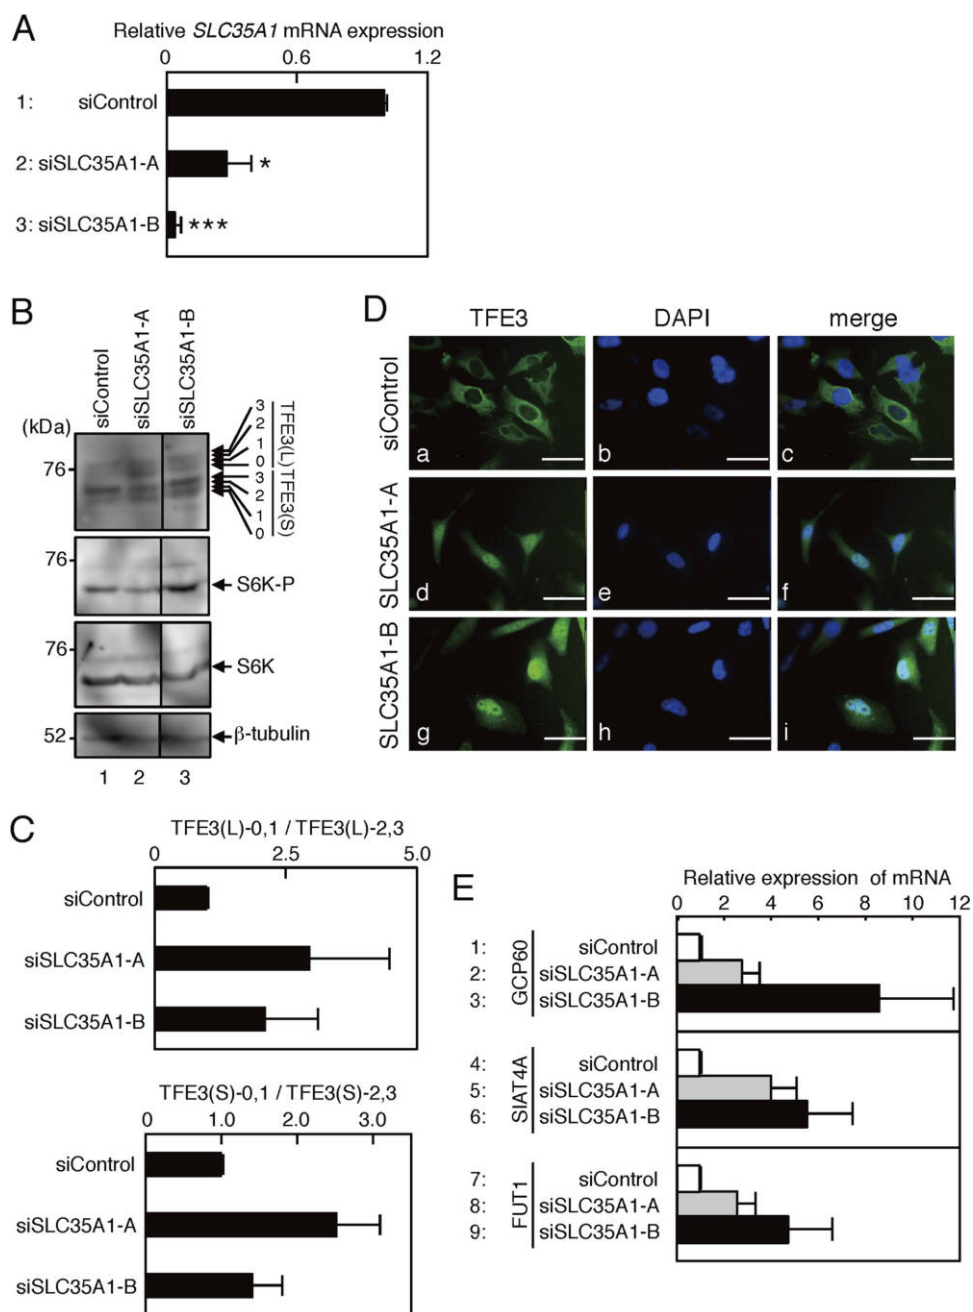 A
Relative SLC35A1 mRNA expression
0 0.6 1.2
1: siControl
2: siSLC35A1-A *
3: siSLC35A1-B ***
B
siControl
siSLC35A1-A
siSLC35A1-B
(kDa)
76
3
2
1
0
TFE3(L)
3
2
1
0
TFE3(S)
76
S6K-P
76
S6K
52
β-tubulin
1 2 3
C
TFE3(L)-0,1 / TFE3(L)-2,3
0 2.5 5.0
siControl
siSLC35A1-A
siSLC35A1-B
TFE3(S)-0,1 / TFE3(S)-2,3
0 1.0 2.0 3.0
siControl
siSLC35A1-A
siSLC35A1-B
D
TFE3 DAPI merge
siControl
a b c
SLC35A1-A
d e f
SLC35A1-B
g h i
E
Relative expression of mRNA
0 2 4 6 8 10 12
GCP60
1: siControl
2: siSLC35A1-A
3: siSLC35A1-B
SIAT4A
4: siControl
5: siSLC35A1-A
6: siSLC35A1-B
FUT1
7: siControl
8: siSLC35A1-A
9: siSLC35A1-B